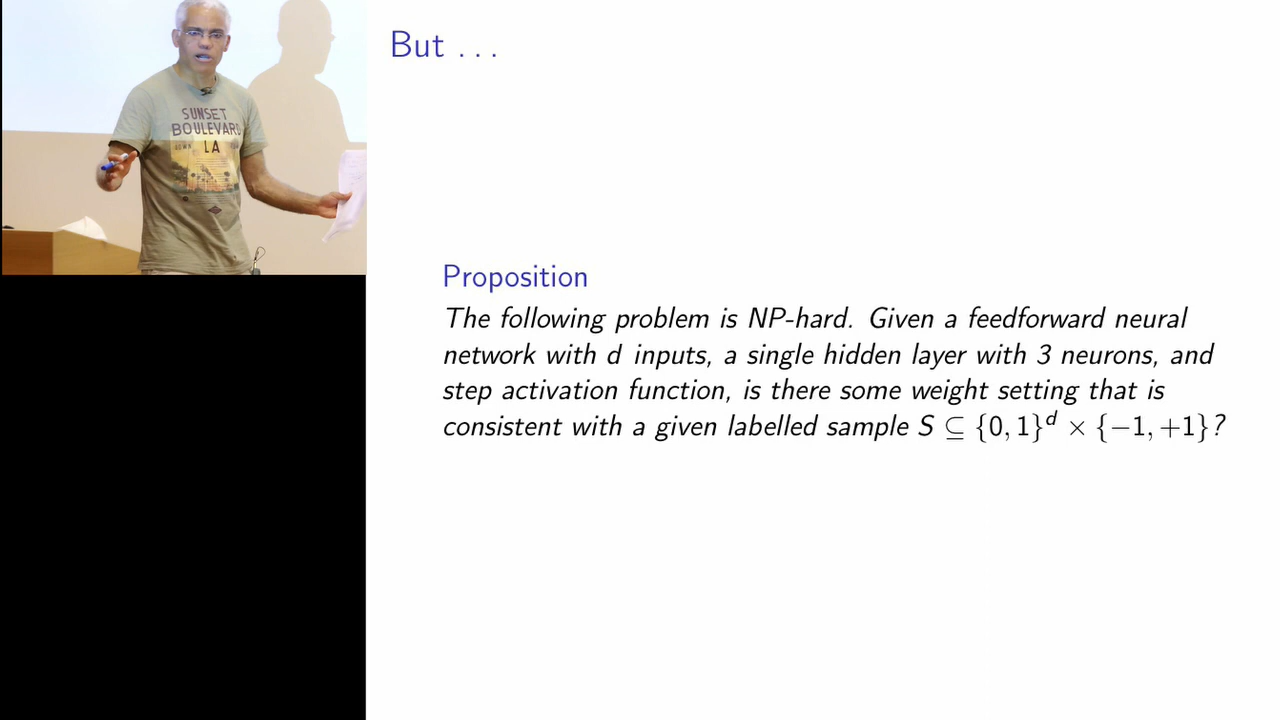 But . . .
SUNSET
BOULEVARD
LA
Proposition
The following problem is NP-hard. Given a feedforward neural
network with d inputs, a single hidden layer with 3 neurons, and
step activation function, is there some weight setting that is
consistent with a given labelled sample S ⊆ {0, 1}^d × {−1, +1}?